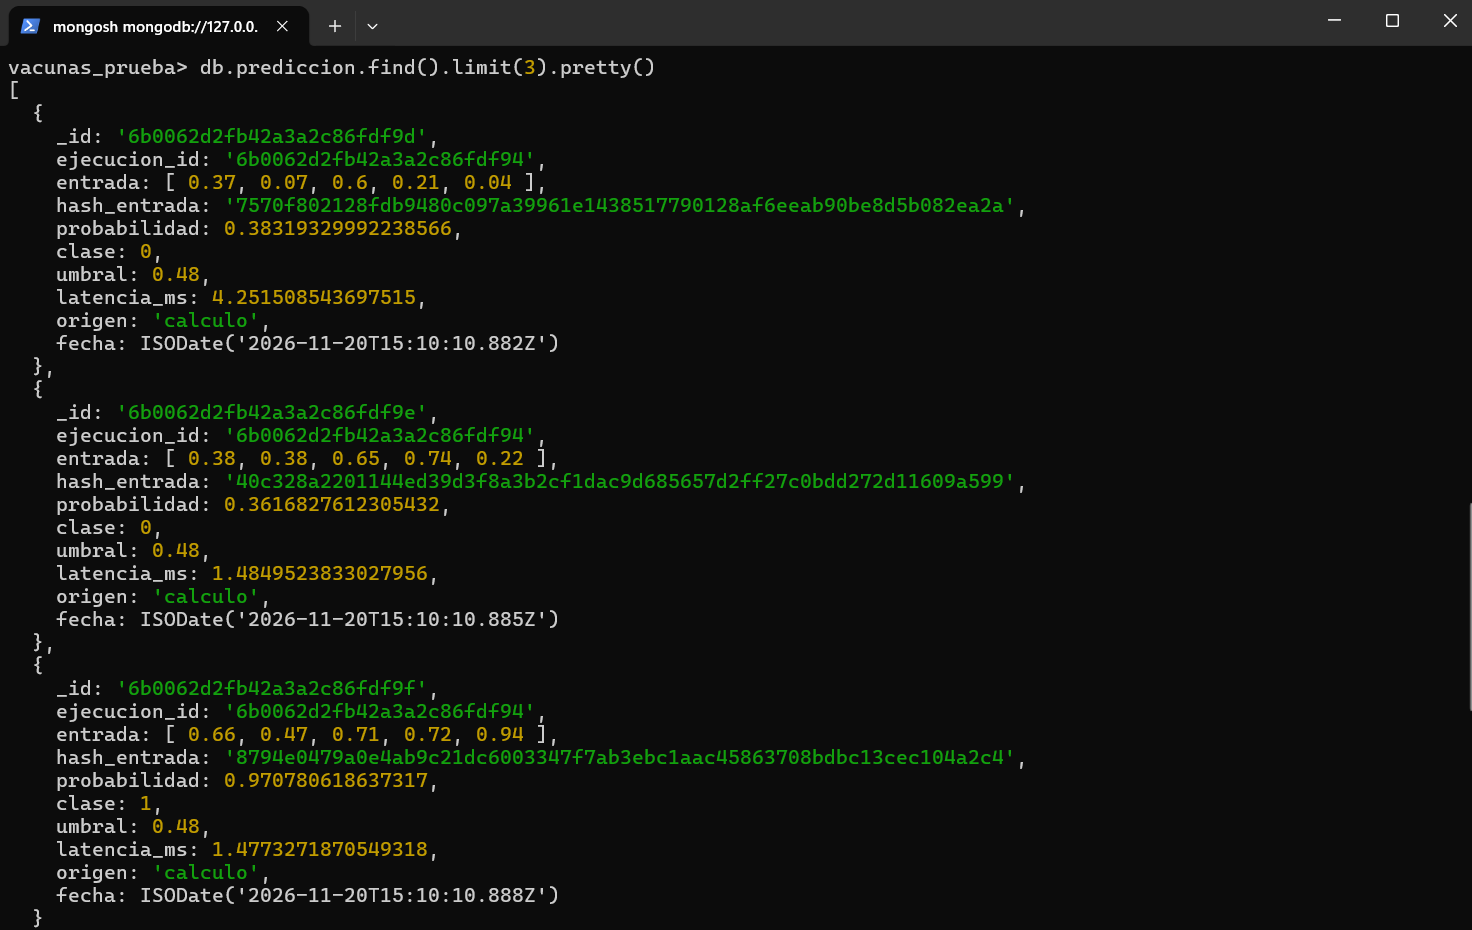 mongosh mongodb://127.0.0.
vacunas_prueba> db.prediccion.find().limit(3).pretty()
[
  {
    _id: '6b0062d2fb42a3a2c86fdf9d',
    ejecucion_id: '6b0062d2fb42a3a2c86fdf94',
    entrada: [ 0.37, 0.07, 0.6, 0.21, 0.04 ],
    hash_entrada: '7570f802128fdb9480c097a39961e1438517790128af6eeab90be8d5b082ea2a',
    probabilidad: 0.38319329992238566,
    clase: 0,
    umbral: 0.48,
    latencia_ms: 4.251508543697515,
    origen: 'calculo',
    fecha: ISODate('2026-11-20T15:10:10.882Z')
  },
  {
    _id: '6b0062d2fb42a3a2c86fdf9e',
    ejecucion_id: '6b0062d2fb42a3a2c86fdf94',
    entrada: [ 0.38, 0.38, 0.65, 0.74, 0.22 ],
    hash_entrada: '40c328a2201144ed39d3f8a3b2cf1dac9d685657d2ff27c0bdd272d11609a599',
    probabilidad: 0.3616827612305432,
    clase: 0,
    umbral: 0.48,
    latencia_ms: 1.4849523833027956,
    origen: 'calculo',
    fecha: ISODate('2026-11-20T15:10:10.885Z')
  },
  {
    _id: '6b0062d2fb42a3a2c86fdf9f',
    ejecucion_id: '6b0062d2fb42a3a2c86fdf94',
    entrada: [ 0.66, 0.47, 0.71, 0.72, 0.94 ],
    hash_entrada: '8794e0479a0e4ab9c21dc6003347f7ab3ebc1aac45863708bdbc13cec104a2c4',
    probabilidad: 0.970780618637317,
    clase: 1,
    umbral: 0.48,
    latencia_ms: 1.4773271870549318,
    origen: 'calculo',
    fecha: ISODate('2026-11-20T15:10:10.888Z')
  }